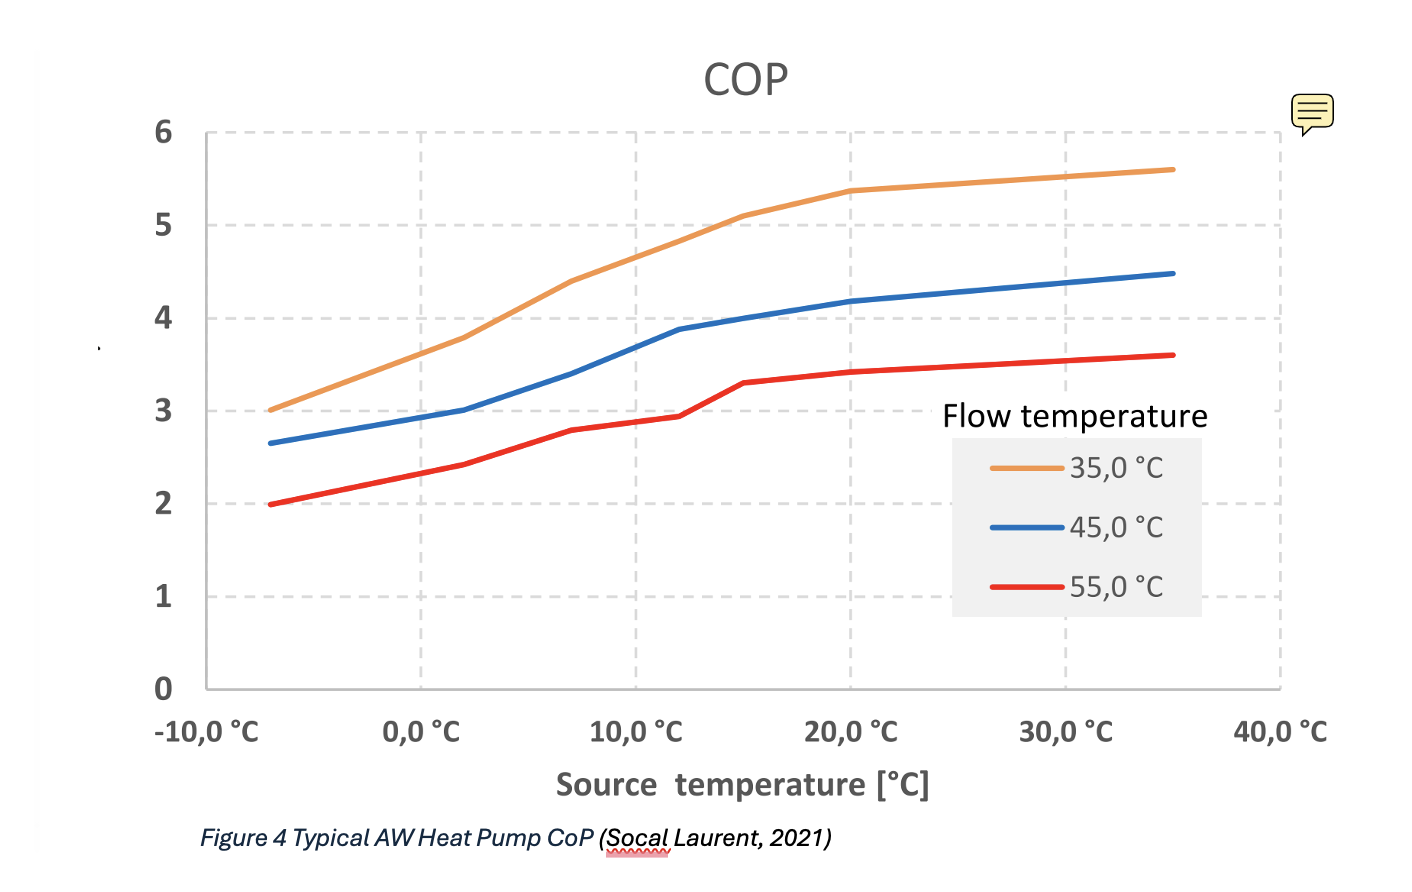 COP
6
5
4
3
2
1
0
-10,0 °C 0,0 °C 10,0 °C 20,0 °C 30,0 °C 40,0 °C
Source temperature [°C]
Flow temperature
35,0 °C
45,0 °C
55,0 °C
Figure 4 Typical AW Heat Pump CoP (Socal Laurent, 2021)